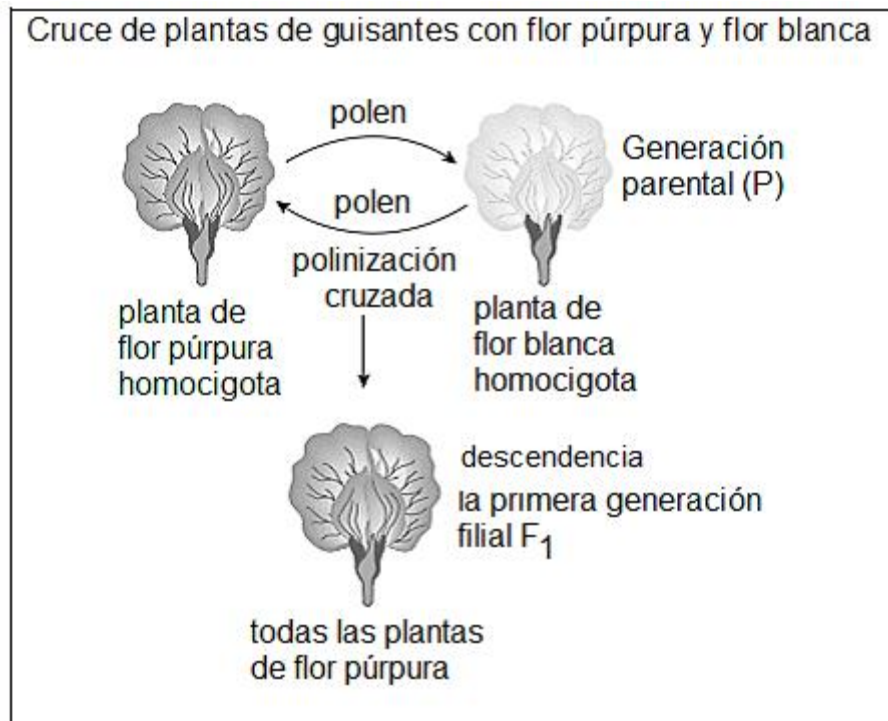 Cruce de plantas de guisantes con flor púrpura y flor blanca
polen
Generación
parental (P)
polen
polinización
cruzada
planta de
flor púrpura
homocigota
planta de
flor blanca
homocigota
descendencia
la primera generación
filial F1
todas las plantas
de flor púrpura